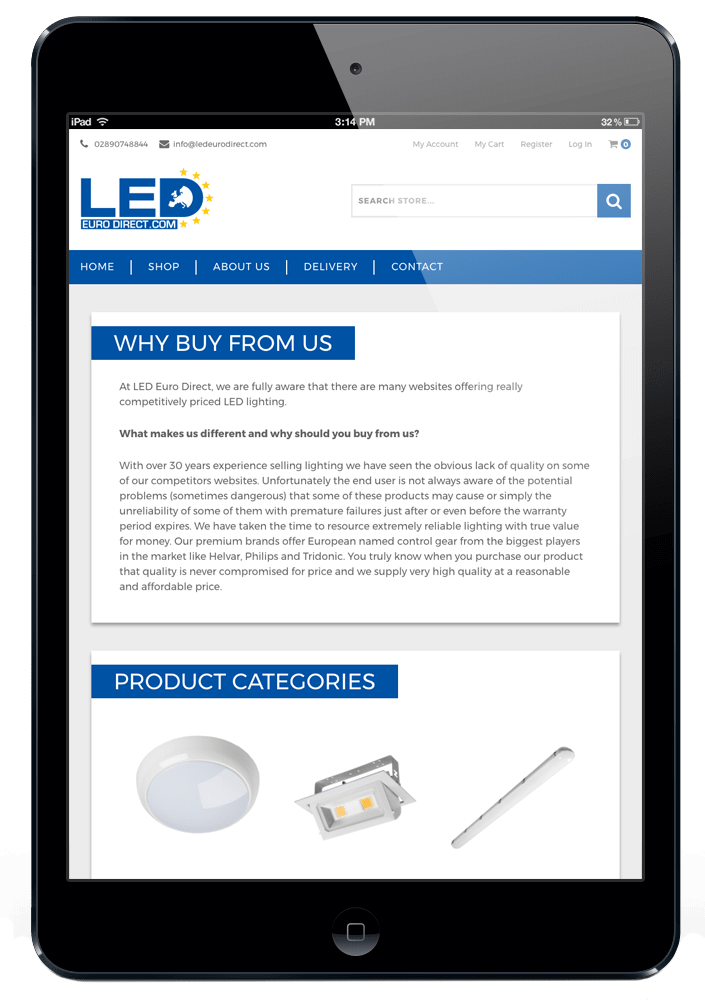 iPad 3:14 PM 32%
02890748844 info@ledeurodirect.com My Account My Cart Register Log In 0
LED
EURO DIRECT.COM
SEARCH STORE...
HOME SHOP ABOUT US DELIVERY CONTACT
WHY BUY FROM US
At LED Euro Direct, we are fully aware that there are many websites offering really
competitively priced LED lighting.
What makes us different and why should you buy from us?
With over 30 years experience selling lighting we have seen the obvious lack of quality on some
of our competitors websites. Unfortunately the end user is not always aware of the potential
problems (sometimes dangerous) that some of these products may cause or simply the
unreliability of some of them with premature failures just after or even before the warranty
period expires. We have taken the time to resource extremely reliable lighting with true value
for money. Our premium brands offer European named control gear from the biggest players
in the market like Helvar, Philips and Tridonic. You truly know when you purchase our product
that quality is never compromised for price and we supply very high quality at a reasonable
and affordable price.
PRODUCT CATEGORIES